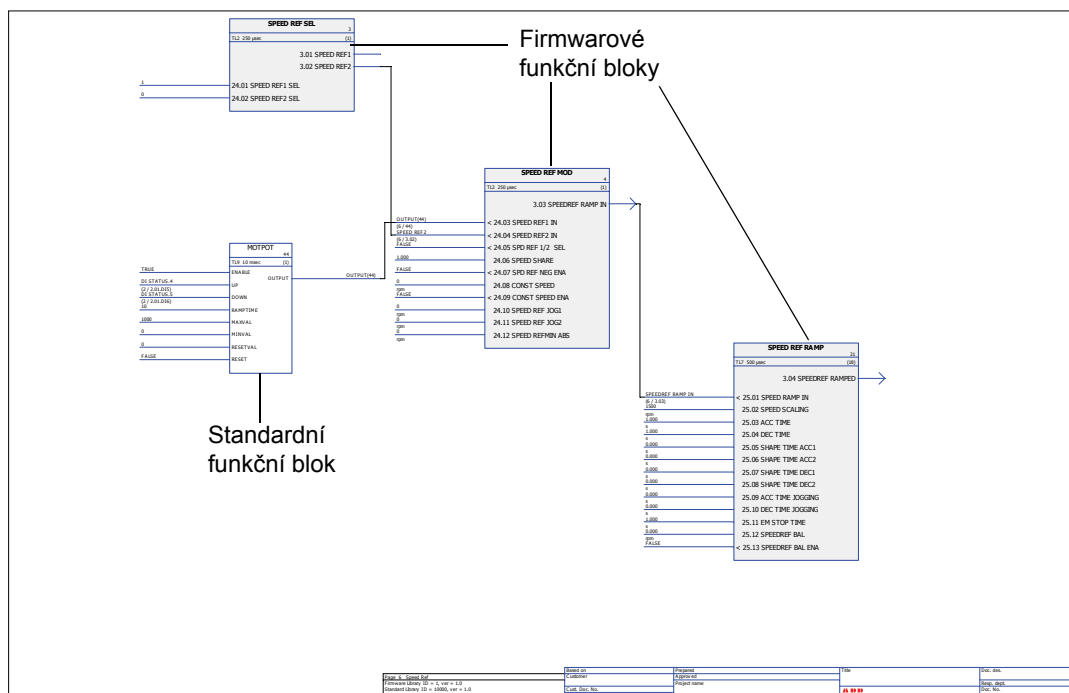 SPEED REF SEL
3
TL2 250 µsec (1)
3.01 SPEED REF1
3.02 SPEED REF2
1
24.01 SPEED REF1 SEL
0
24.02 SPEED REF2 SEL
Firmwarové
funkční bloky
SPEED REF MOD
4
TL2 250 µsec (1)
3.03 SPEEDREF RAMP IN
OUTPUT(44)
< 24.03 SPEED REF1 IN
(6 / 44)
SPEED REF2
< 24.04 SPEED REF2 IN
(6 / 3.02)
FALSE
< 24.05 SPD REF 1/2 SEL
1.000
24.06 SPEED SHARE
FALSE
< 24.07 SPD REF NEG ENA
0
24.08 CONST SPEED
rpm
FALSE
< 24.09 CONST SPEED ENA
0
24.10 SPEED REF JOG1
rpm
0
24.11 SPEED REF JOG2
rpm
0
24.12 SPEED REFMIN ABS
rpm
MOTPOT
44
TL9 10 msec (1)
TRUE
ENABLE
OUTPUT
OUTPUT(44)
DI STATUS.4
UP
(2 / 2.01.DI5)
DI STATUS.5
DOWN
(2 / 2.01.DI6)
10
RAMPTIME
1000
MAXVAL
0
MINVAL
0
RESETVAL
FALSE
RESET
Standardní
funkční blok
SPEED REF RAMP
21
TL7 500 µsec (18)
3.04 SPEEDREF RAMPED
SPEEDREF RAMP IN
< 25.01 SPEED RAMP IN
(6 / 3.03)
1500
25.02 SPEED SCALING
rpm
1.000
25.03 ACC TIME
s
1.000
25.04 DEC TIME
s
0.000
25.05 SHAPE TIME ACC1
s
0.000
25.06 SHAPE TIME ACC2
s
0.000
25.07 SHAPE TIME DEC1
s
0.000
25.08 SHAPE TIME DEC2
s
0.000
25.09 ACC TIME JOGGING
s
0.000
25.10 DEC TIME JOGGING
s
1.000
25.11 EM STOP TIME
s
0.000
25.12 SPEEDREF BAL
rpm
FALSE
< 25.13 SPEEDREF BAL ENA
Page 6 Speed Ref
Firmware Library ID = 1, ver = 1.0
Standard Library ID = 10000, ver = 1.0
Based on
Customer
Cust. Doc. No.
Prepared
Approved
Project name
Title
ABB
Doc. des.
Resp. dept.
Doc. No.